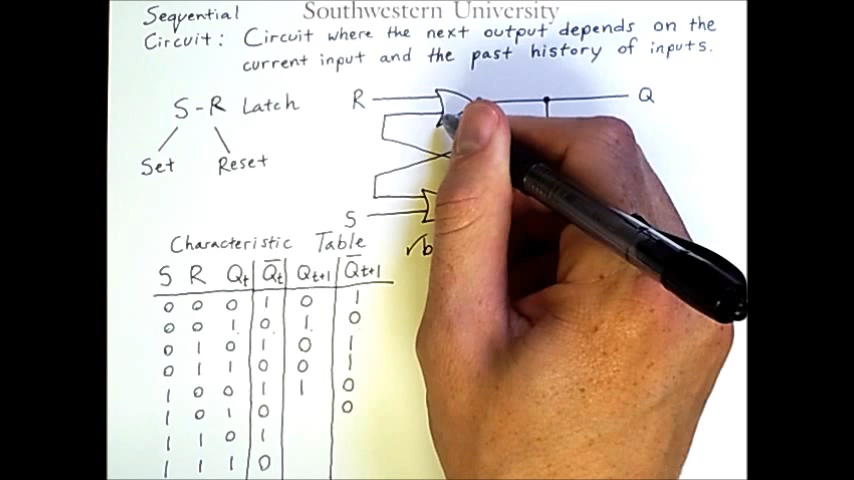 Southwestern University
Sequential
Circuit: Circuit where the next output depends on the
current input and the past history of inputs.
S-R Latch
Set
Reset
R
Q
S
Characteristic Table
S R Qt Q̅t Qt+1 Q̅t+1
0 0 0 1 0 1
0 0 1 0 1 0
0 1 0 1 0 1
0 1 1 0 0 1
1 0 0 1 1 0
1 0 1 0 0
1 1 0 1
1 1 1 0